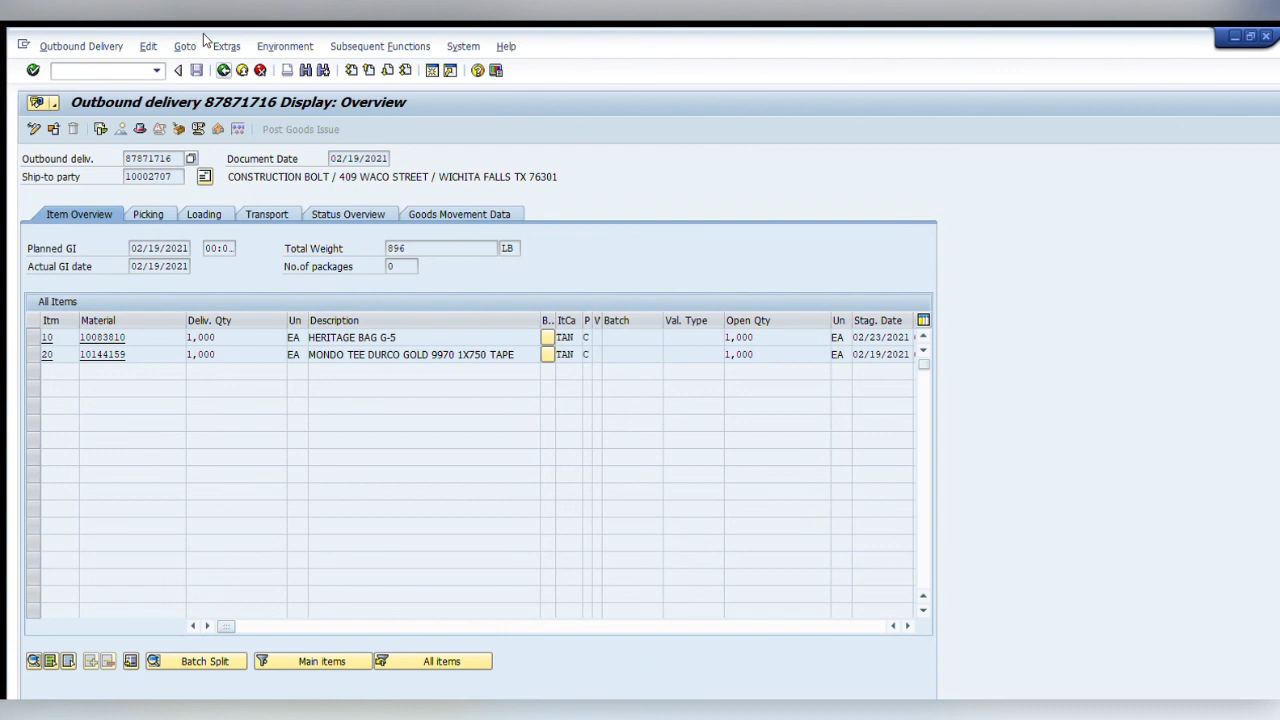 Outbound Delivery Edit Goto Extras Environment Subsequent Functions System Help
Outbound delivery 87871716 Display: Overview
Post Goods Issue
Outbound deliv. 87871716 Document Date 02/19/2021
Ship-to party 10002707 CONSTRUCTION BOLT / 409 WACO STREET / WICHITA FALLS TX 76301
Item Overview Picking Loading Transport Status Overview Goods Movement Data
Planned GI 02/19/2021 00:0.. Total Weight 896 LB
Actual GI date 02/19/2021 No.of packages 0
All Items
Itm Material Deliv. Qty Un Description B.. ItCa P V Batch Val. Type Open Qty Un Stag. Date
10 10083810 1,000 EA HERITAGE BAG G-5 TAN C 1,000 EA 02/23/2021
20 10144159 1,000 EA MONDO TEE DURCO GOLD 9970 1X750 TAPE TAN C 1,000 EA 02/19/2021
Batch Split Main items All items